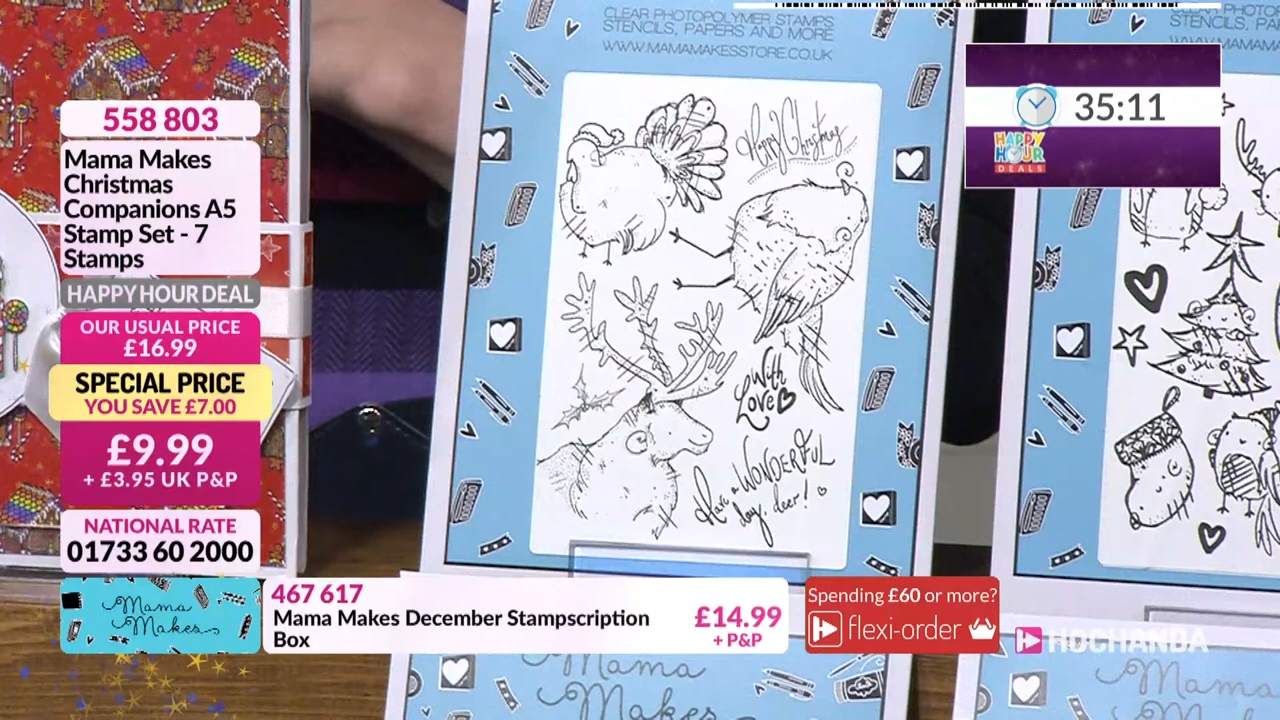 CLEAR PHOTOPOLYMER STAMPS
STENCILS, PAPERS AND MORE
WWW.MAMAMAKESSTORE.CO.UK
35:11
HAPPY
HOUR
DEALS
558 803
Mama Makes
Christmas
Companions A5
Stamp Set - 7
Stamps
HAPPY HOUR DEAL
OUR USUAL PRICE
£16.99
SPECIAL PRICE
YOU SAVE £7.00
£9.99
+ £3.95 UK P&P
NATIONAL RATE
01733 60 2000
Merry Christmas
With
Love
Have a WONDERFUL
day, deer!
Mama
Makes
467 617
Mama Makes December Stampscription
Box
£14.99
+ P&P
Spending £60 or more?
flexi-order
HOCHANDA
Mama
Makes
Mama